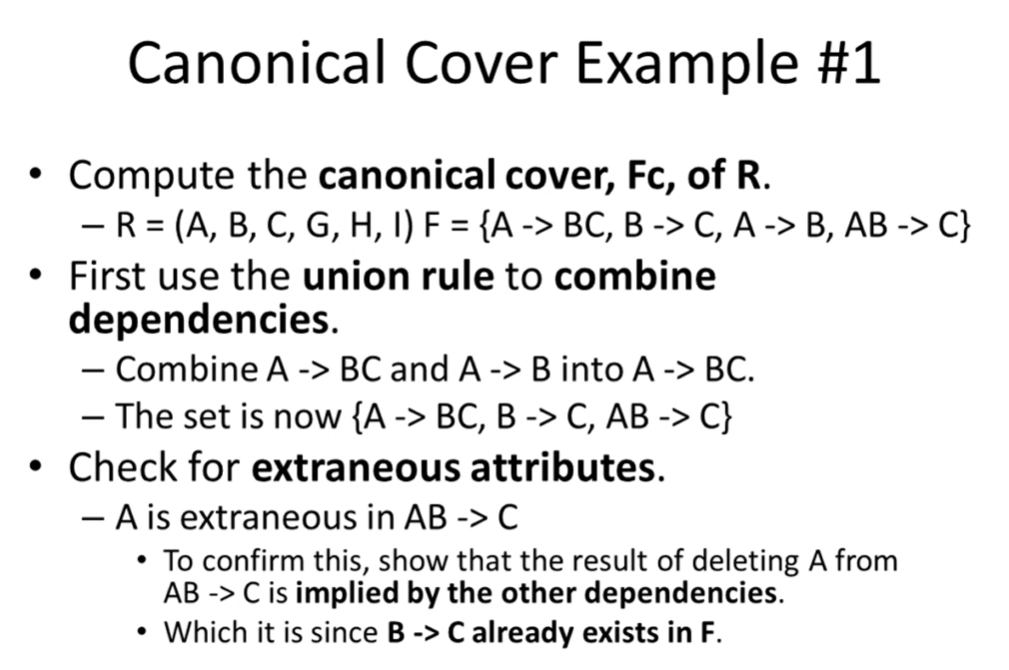 Canonical Cover Example #1
• Compute the canonical cover, Fc, of R.
– R = (A, B, C, G, H, I) F = {A -> BC, B -> C, A -> B, AB -> C}
• First use the union rule to combine
dependencies.
– Combine A -> BC and A -> B into A -> BC.
– The set is now {A -> BC, B -> C, AB -> C}
• Check for extraneous attributes.
– A is extraneous in AB -> C
• To confirm this, show that the result of deleting A from
AB -> C is implied by the other dependencies.
• Which it is since B -> C already exists in F.